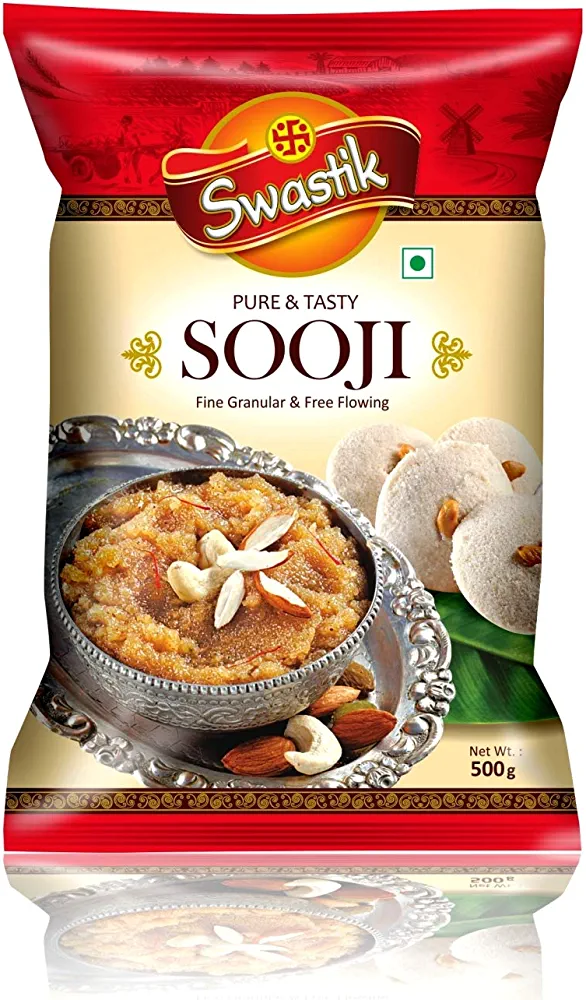 Swastik
PURE & TASTY
SOOJI
Fine Granular & Free Flowing
Net Wt. :
500g